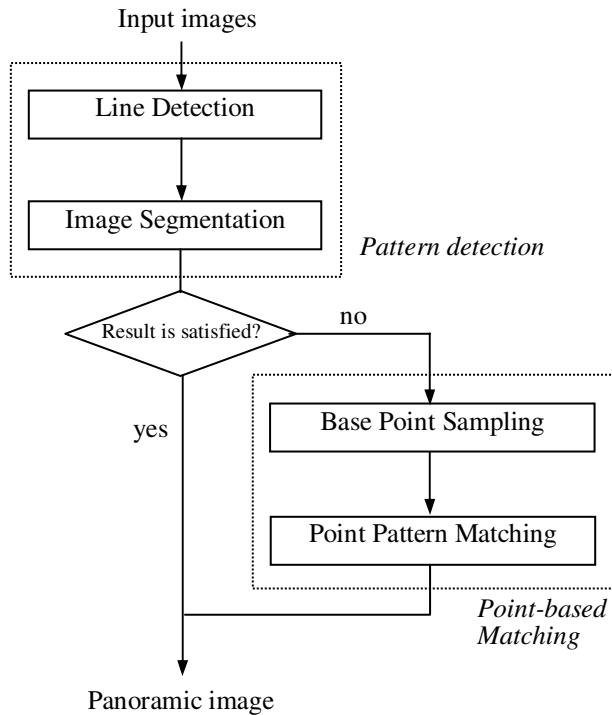 Input images
Line Detection
Image Segmentation
Pattern detection
Result is satisfied?
no
yes
Base Point Sampling
Point Pattern Matching
Point-based
Matching
Panoramic image